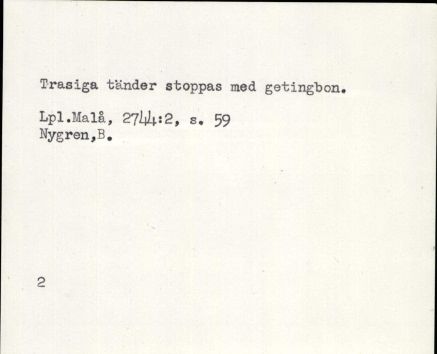 Trasiga tänder stoppas med getingbon.
Lpl.Malå, 2744:2, s. 59
Nygren,B.
2